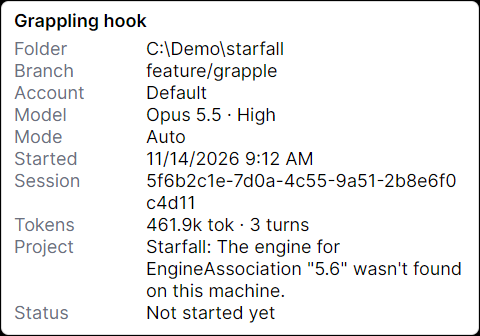 Grappling hook
Folder C:\Demo\starfall
Branch feature/grapple
Account Default
Model Opus 5.5 · High
Mode Auto
Started 11/14/2026 9:12 AM
Session 5f6b2c1e-7d0a-4c55-9a51-2b8e6f0
c4d11
Tokens 461.9k tok · 3 turns
Project Starfall: The engine for
EngineAssociation "5.6" wasn't found
on this machine.
Status Not started yet